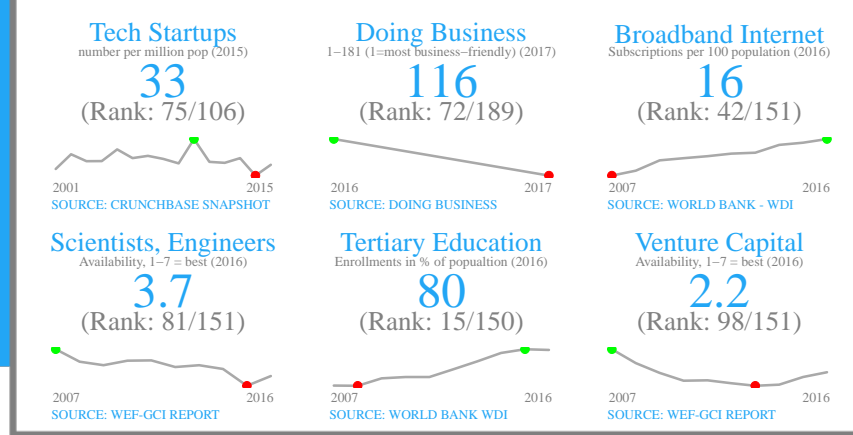 Tech Startups
number per million pop (2015)
33
(Rank: 75/106)
2001 2015
SOURCE: CRUNCHBASE SNAPSHOT
Doing Business
1−181 (1=most business−friendly) (2017)
116
(Rank: 72/189)
2016 2017
SOURCE: DOING BUSINESS
Broadband Internet
Subscriptions per 100 population (2016)
16
(Rank: 42/151)
2007 2016
SOURCE: WORLD BANK - WDI
Scientists, Engineers
Availability, 1−7 = best (2016)
3.7
(Rank: 81/151)
2007 2016
SOURCE: WEF-GCI REPORT
Tertiary Education
Enrollments in % of popualtion (2016)
80
(Rank: 15/150)
2007 2016
SOURCE: WORLD BANK WDI
Venture Capital
Availability, 1−7 = best (2016)
2.2
(Rank: 98/151)
2007 2016
SOURCE: WEF-GCI REPORT